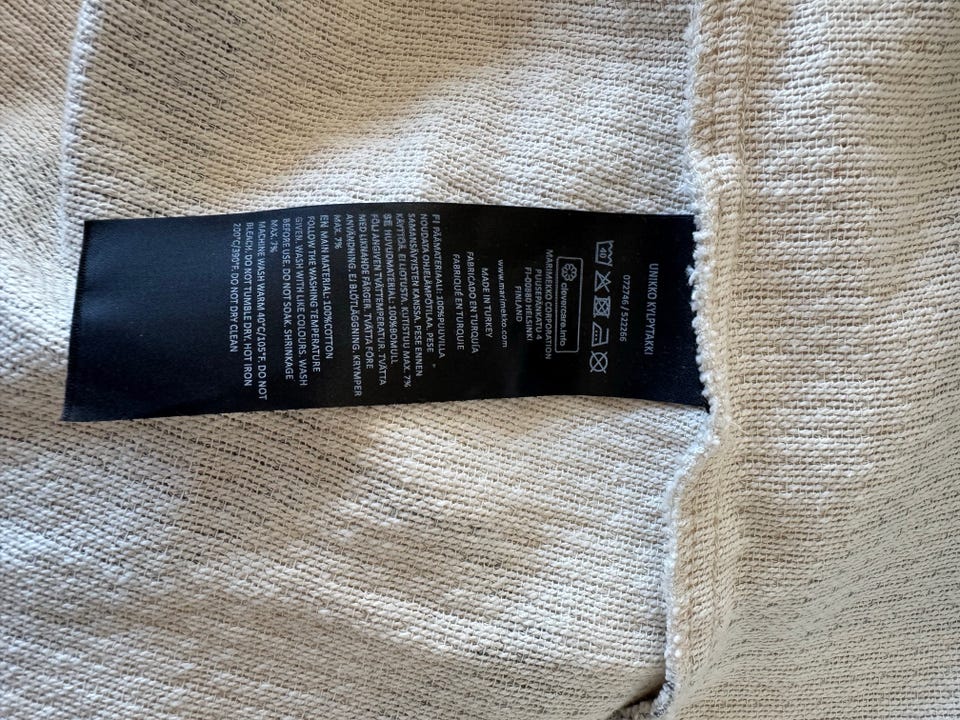 UNIKKO KYLPYTAKKI
072746 / 522266
40
clevercare.info
MARIMEKKO CORPORATION
PUUSEPÄNKATU 4
FI-00880 HELSINKI
FINLAND
www.marimekko.com
MADE IN TURKEY
FABRICADO EN TURQUÍA
FABRIQUÉ EN TURQUIE
FI PÄÄMATERIAALI: 100%PUUVILLA
NOUDATA OHJELÄMPÖTILAA. PESE
SAMANSÄVYISTEN KANSSA. PESE ENNEN
KÄYTTÖÄ. EI LIOTUSTA. KUTISTUU MAX. 7%
SE HUVUDMATERIAL: 100%BOMULL
FÖLJ ANGIVEN TVÄTTEMPERATUR. TVÄTTA
MED LIKNANDE FÄRGER. TVÄTTA FÖRE
ANVÄNDNING. EJ BLÖTLÄGGNING. KRYMPER
MAX. 7%
EN MAIN MATERIAL: 100%COTTON
FOLLOW THE WASHING TEMPERATURE
GIVEN. WASH WITH LIKE COLOURS. WASH
BEFORE USE. DO NOT SOAK. SHRINKAGE
MAX. 7%
MACHINE WASH WARM 40°C/105°F. DO NOT
BLEACH. DO NOT TUMBLE DRY. HOT IRON
200°C/390°F. DO NOT DRY CLEAN